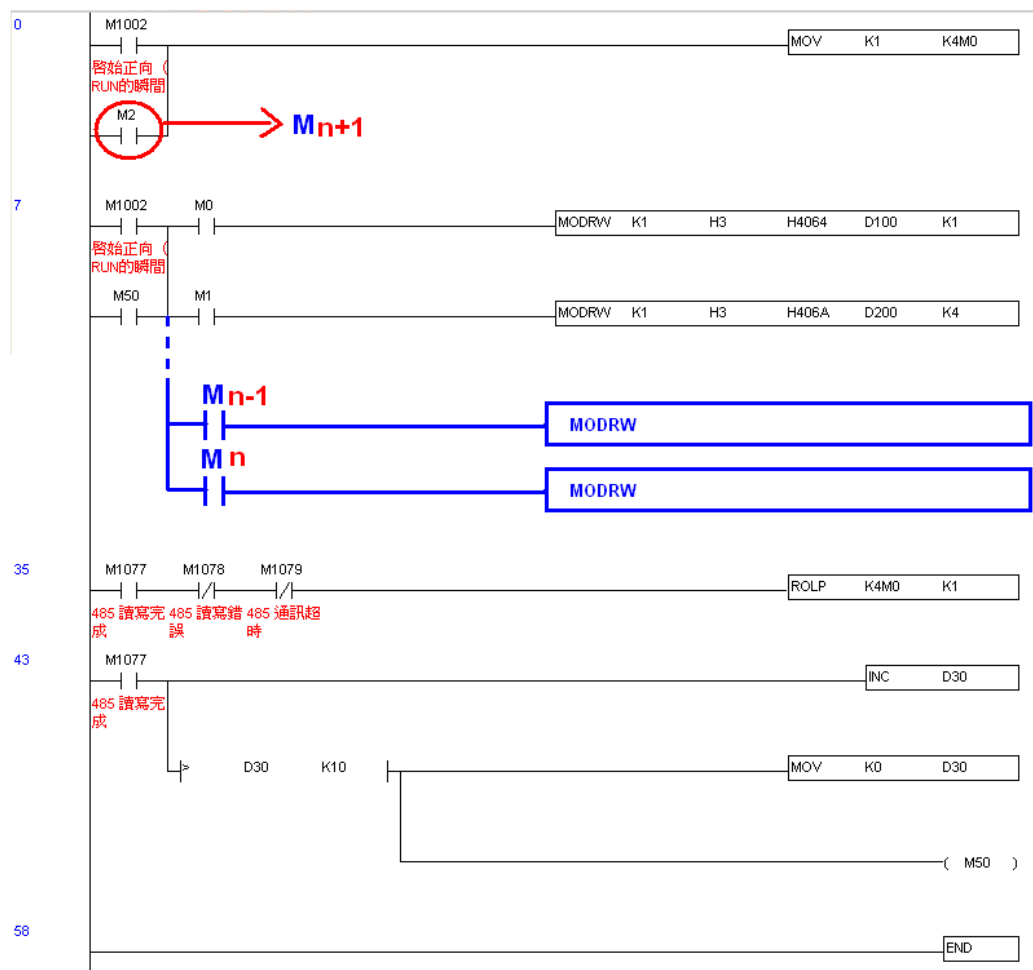 0
M1002
MOV K1 K4M0
啓始正向（
RUN的瞬間
M2
Mn+1
7
M1002 M0
MODRW K1 H3 H4064 D100 K1
啓始正向（
RUN的瞬間
M50 M1
MODRW K1 H3 H406A D200 K4
M n-1
MODRW
M n
MODRW
35
M1077 M1078 M1079
ROLP K4M0 K1
485 讀寫完 485 讀寫錯 485 通訊超
成 誤 時
43
M1077
INC D30
485 讀寫完
成
> D30 K10
MOV K0 D30
( M50 )
58
END